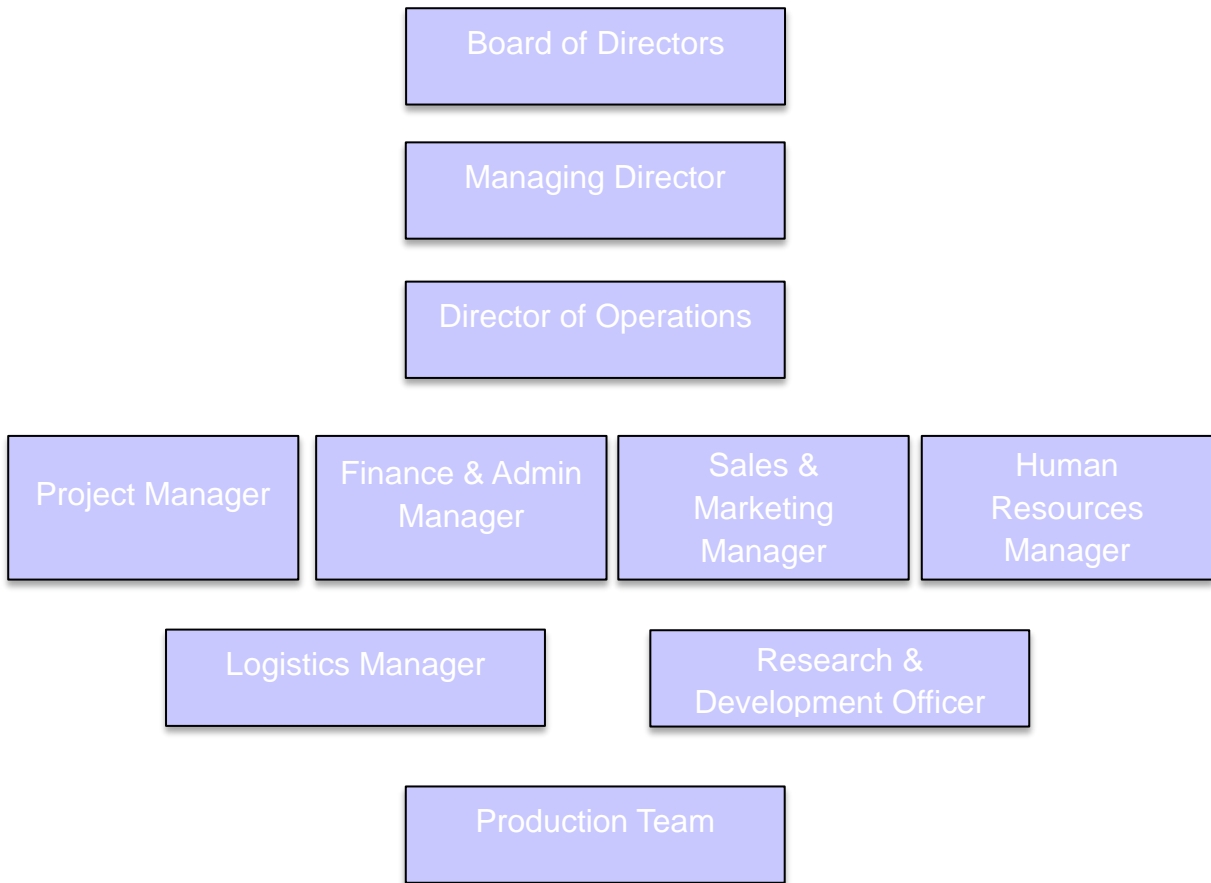 Board of Directors
Managing Director
Director of Operations
Project Manager
Finance & Admin
Manager
Sales &
Marketing
Manager
Human
Resources
Manager
Logistics Manager
Research &
Development Officer
Production Team